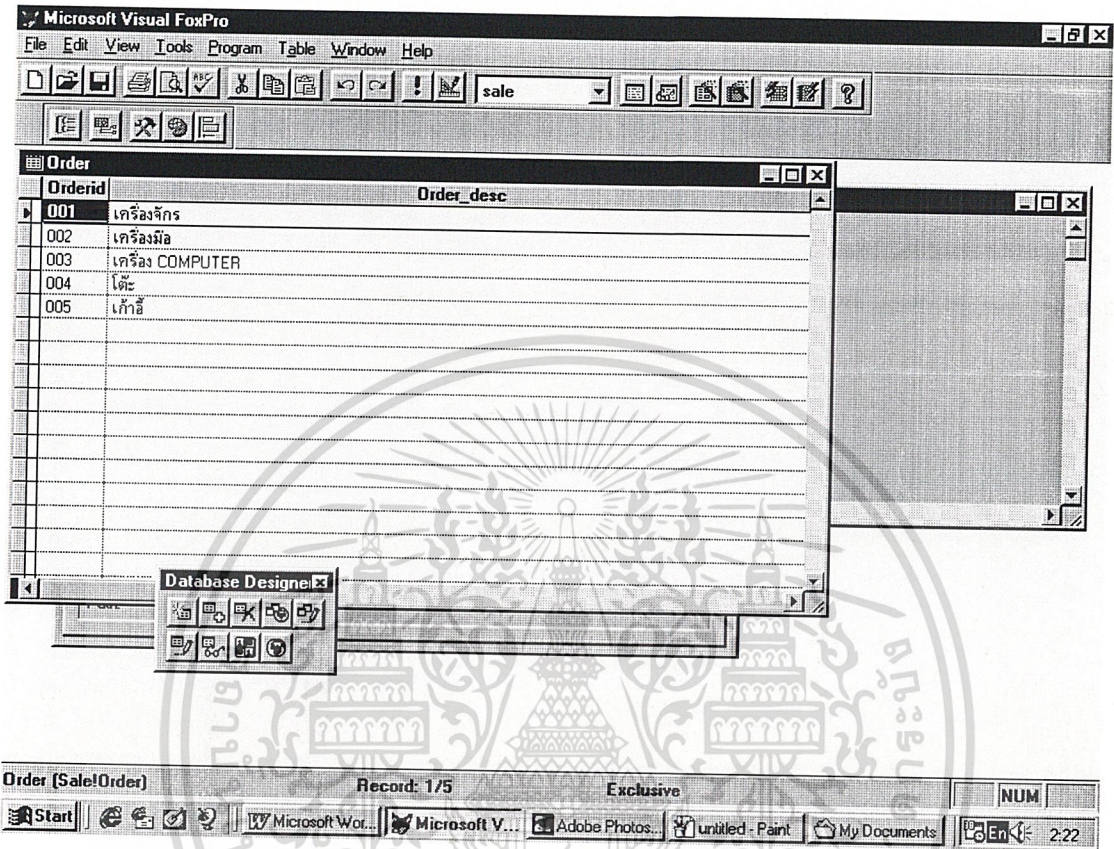 Microsoft Visual FoxPro
File Edit View Tools Program Table Window Help
sale
Order
Orderid Order_desc
001 เครื่องจักร
002 เครื่องมือ
003 เครื่อง COMPUTER
004 โต๊ะ
005 เก้าอี้
Database Designer
Order (Sale!Order) Record: 1/5 Exclusive NUM
Start Microsoft Wor... Microsoft V... Adobe Photos... untitled - Paint My Documents En 2:22